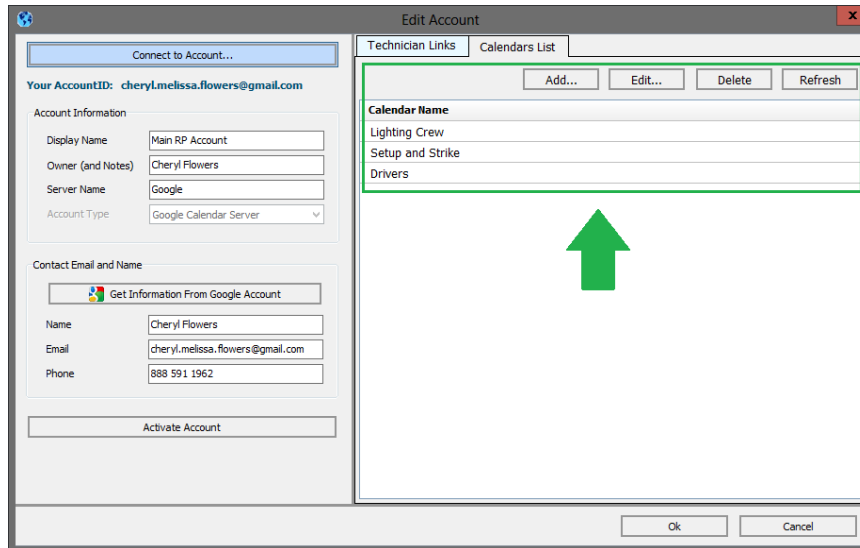 Edit Account
x
Connect to Account...
Your AccountID: cheryl.melissa.flowers@gmail.com
Account Information
Display Name Main RP Account
Owner (and Notes) Cheryl Flowers
Server Name Google
Account Type Google Calendar Server
Contact Email and Name
Get Information From Google Account
Name Cheryl Flowers
Email cheryl.melissa.flowers@gmail.com
Phone 888 591 1962
Activate Account
Technician Links Calendars List
Add... Edit... Delete Refresh
Calendar Name
Lighting Crew
Setup and Strike
Drivers
Ok Cancel